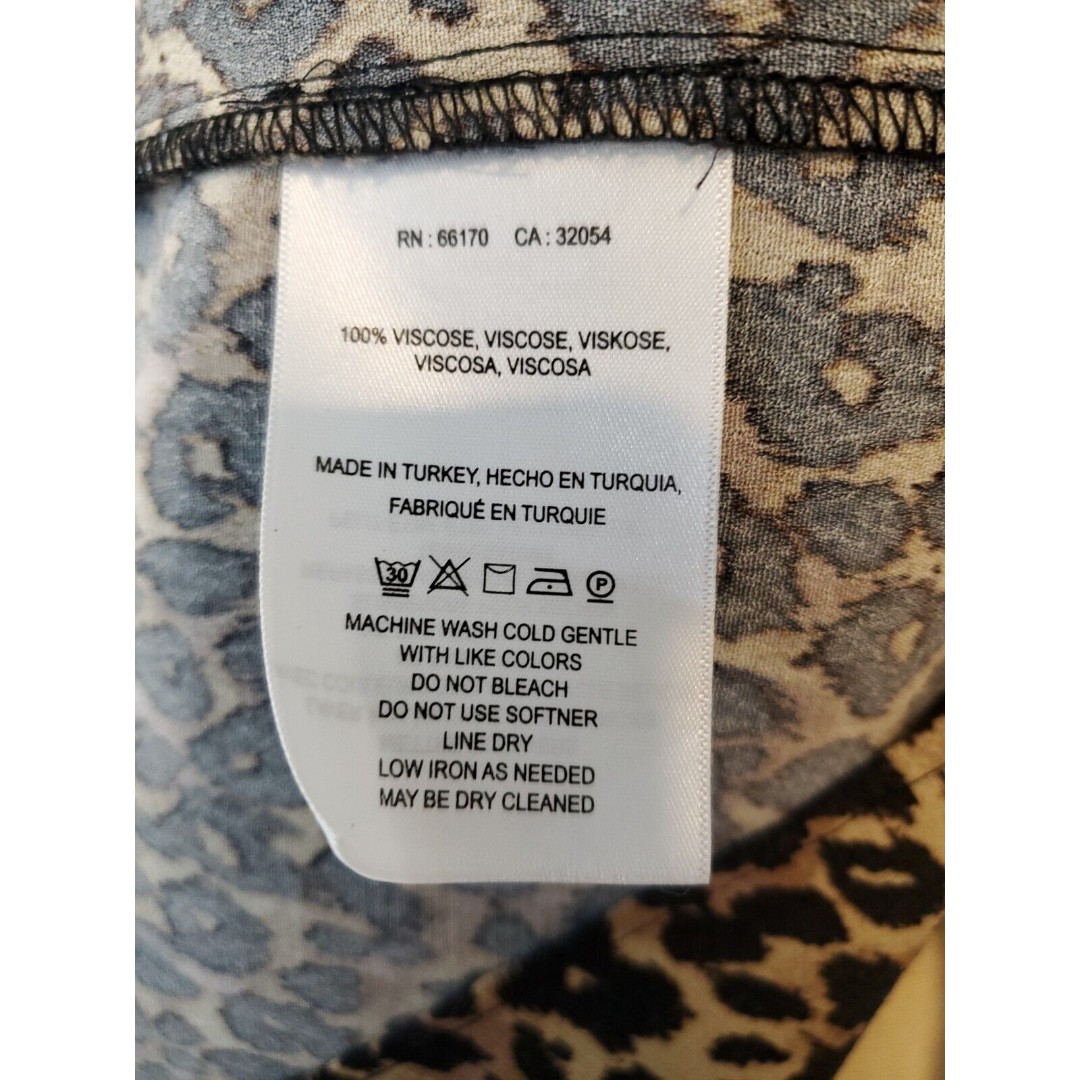 RN : 66170 CA : 32054
100% VISCOSE, VISCOSE, VISKOSE,
VISCOSA, VISCOSA
MADE IN TURKEY, HECHO EN TURQUIA,
FABRIQUÉ EN TURQUIE
30 P
MACHINE WASH COLD GENTLE
WITH LIKE COLORS
DO NOT BLEACH
DO NOT USE SOFTNER
LINE DRY
LOW IRON AS NEEDED
MAY BE DRY CLEANED